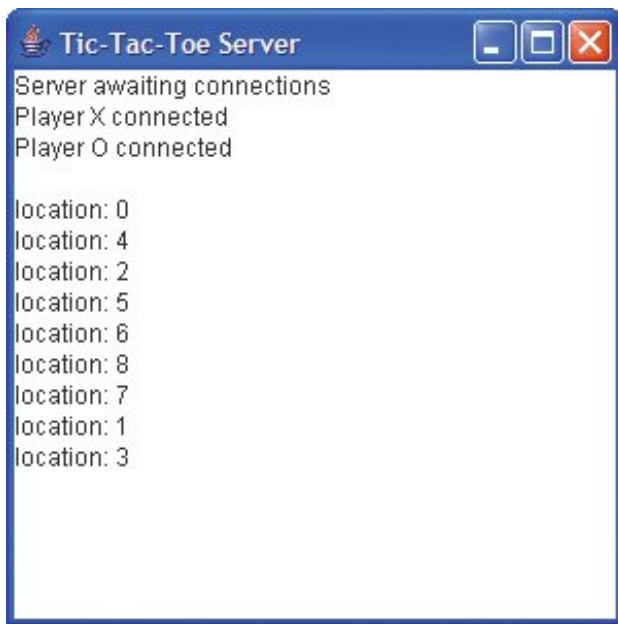 Tic-Tac-Toe Server
Server awaiting connections
Player X connected
Player O connected
location: 0
location: 4
location: 2
location: 5
location: 6
location: 8
location: 7
location: 1
location: 3